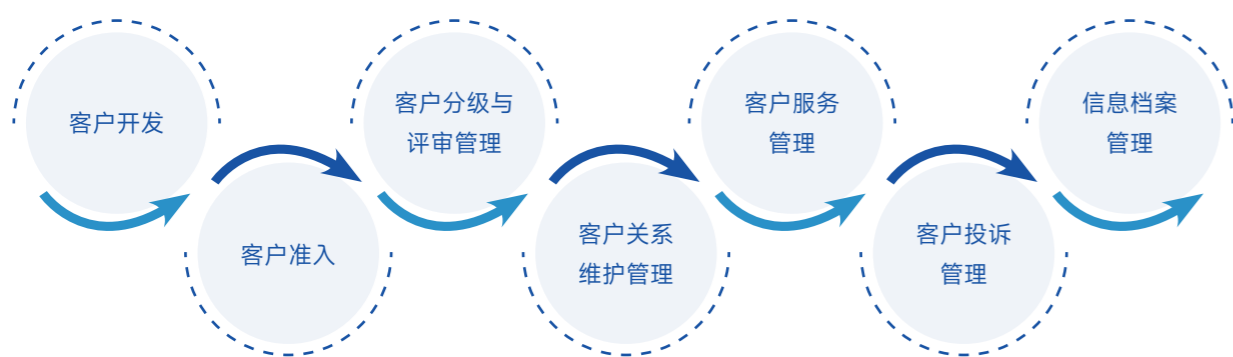 客户开发
客户准入
客户分级与
评审管理
客户关系
维护管理
客户服务
管理
客户投诉
管理
信息档案
管理